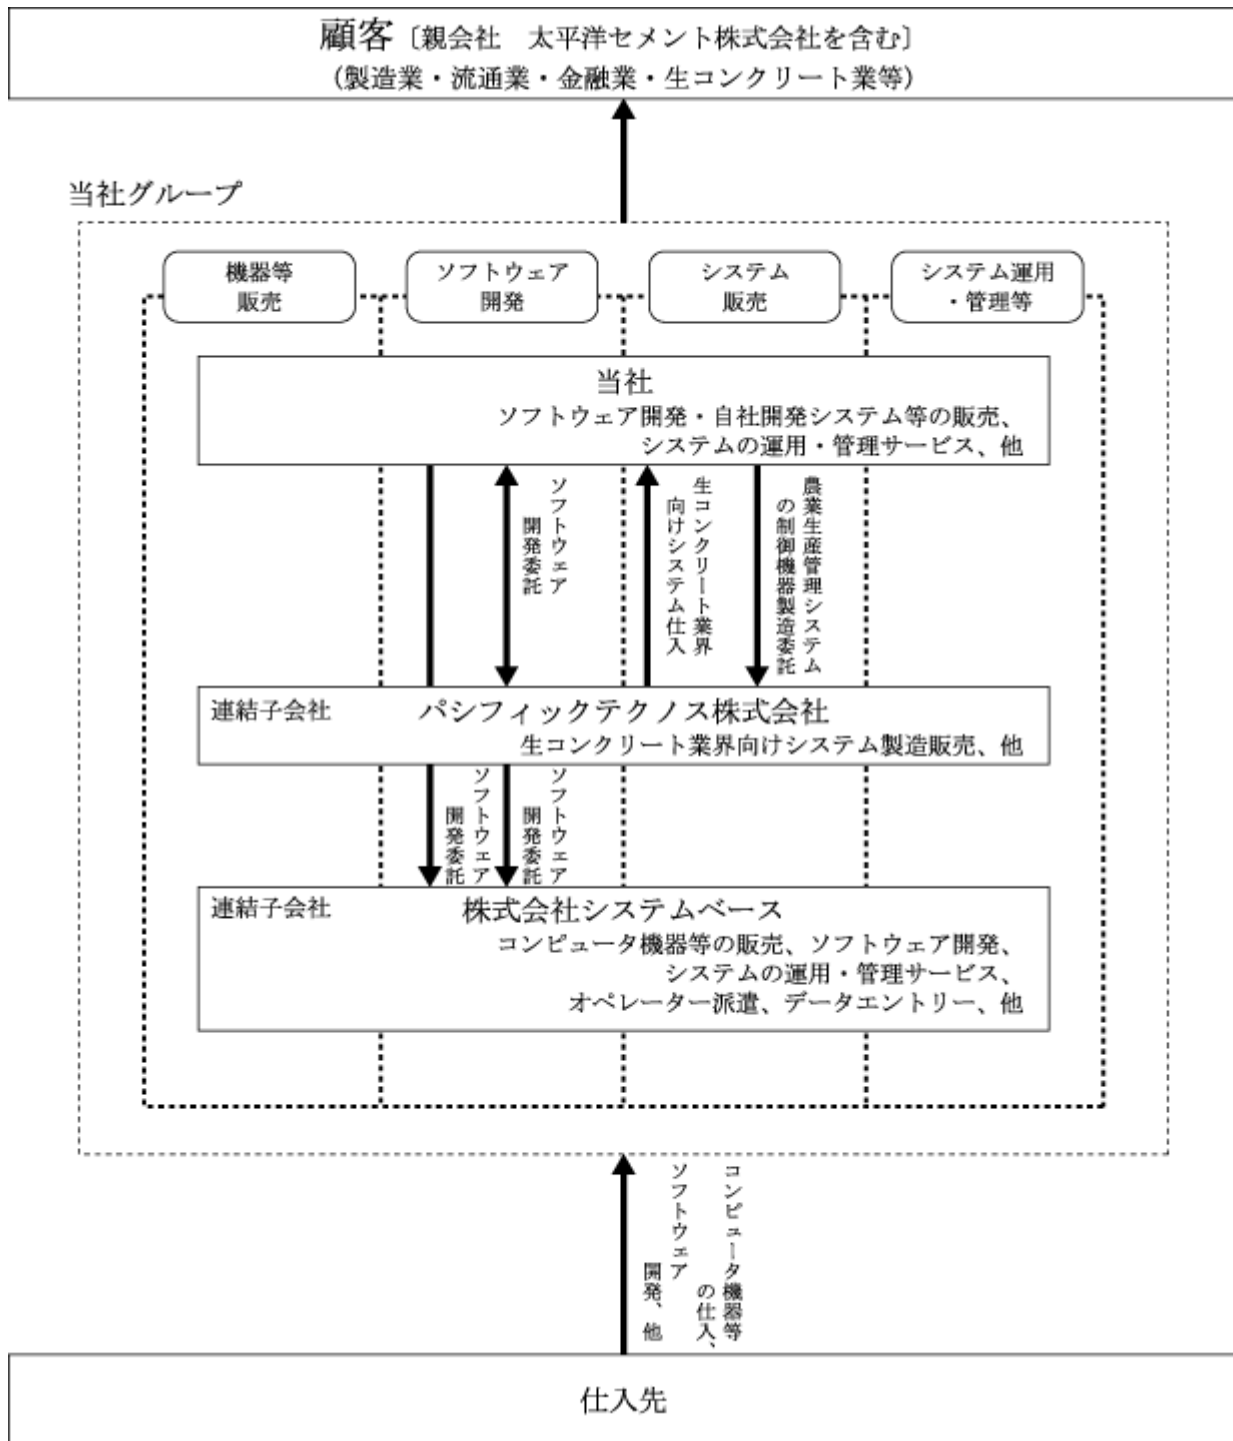 顧客〔親会社　太平洋セメント株式会社を含む〕
（製造業・流通業・金融業・生コンクリート業等）
当社グループ
機器等
販売
ソフトウェア
開発
システム
販売
システム運用
・管理等
当社
ソフトウェア開発・自社開発システム等の販売、
システムの運用・管理サービス、他
ソフトウェア
開発委託
生コンクリート業界
向けシステム仕入
農業生産管理システム
の制御機器製造委託
連結子会社　パシフィックテクノス株式会社
生コンクリート業界向けシステム製造販売、他
ソフトウェア
開発委託
ソフトウェア
開発委託
連結子会社　株式会社システムベース
コンピュータ機器等の販売、ソフトウェア開発、
システムの運用・管理サービス、
オペレーター派遣、データエントリー、他
コンピュータ機器等
の仕入、
ソフトウェア
開発、他
仕入先